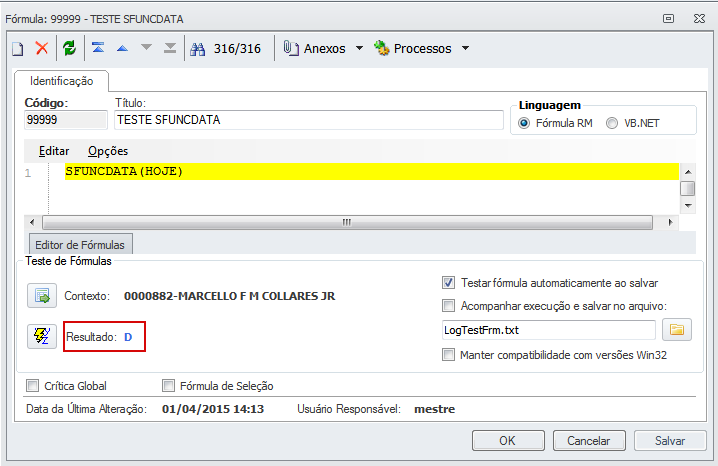 Fórmula: 99999 - TESTE SFUNCDATA
316/316 Anexos Processos
Identificação
Código: Título:
99999 TESTE SFUNCDATA
Linguagem
Fórmula RM VB.NET
Editar Opções
1 SFUNCDATA(HOJE)
Editor de Fórmulas
Teste de Fórmulas
Contexto: 0000882-MARCELLO F M COLLARES JR
Testar fórmula automaticamente ao salvar
Acompanhar execução e salvar no arquivo:
Resultado: D
LogTestFrm.txt
Manter compatibilidade com versões Win32
Crítica Global Fórmula de Seleção
Data da Última Alteração: 01/04/2015 14:13 Usuário Responsável: mestre
OK Cancelar Salvar